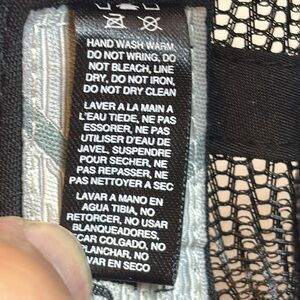 HAND WASH WARM,
DO NOT WRING, DO
NOT BLEACH, LINE
DRY, DO NOT IRON,
DO NOT DRY CLEAN
LAVER A LA MAIN A
L'EAU TIEDE, NE PAS
ESSORER, NE PAS
UTILISER D'EAU DE
JAVEL, SUSPENDRE
POUR SECHER, NE PAS
PAS REPASSER, NE
PAS NETTOYER A SEC
LAVAR A MANO EN
AGUA TIBIA, NO
RETORCER, NO USAR
BLANQUEADORES,
CAR COLGADO, NO
PLANCHAR, NO
VAR EN SECO